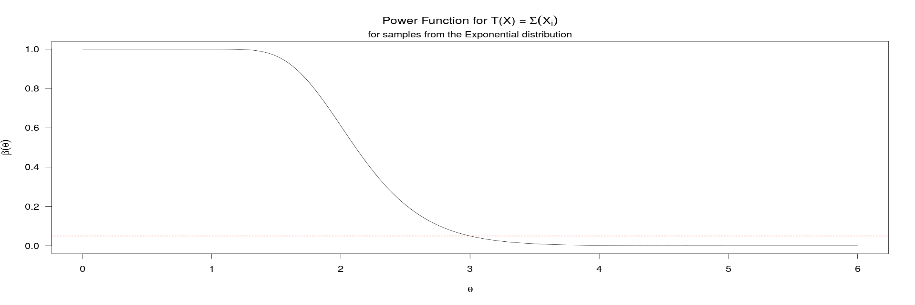 Power Function for T(X) = Σ(Xᵢ)
for samples from the Exponential distribution
β(θ)
1.0
0.8
0.6
0.4
0.2
0.0
0 1 2 3 4 5 6
θ